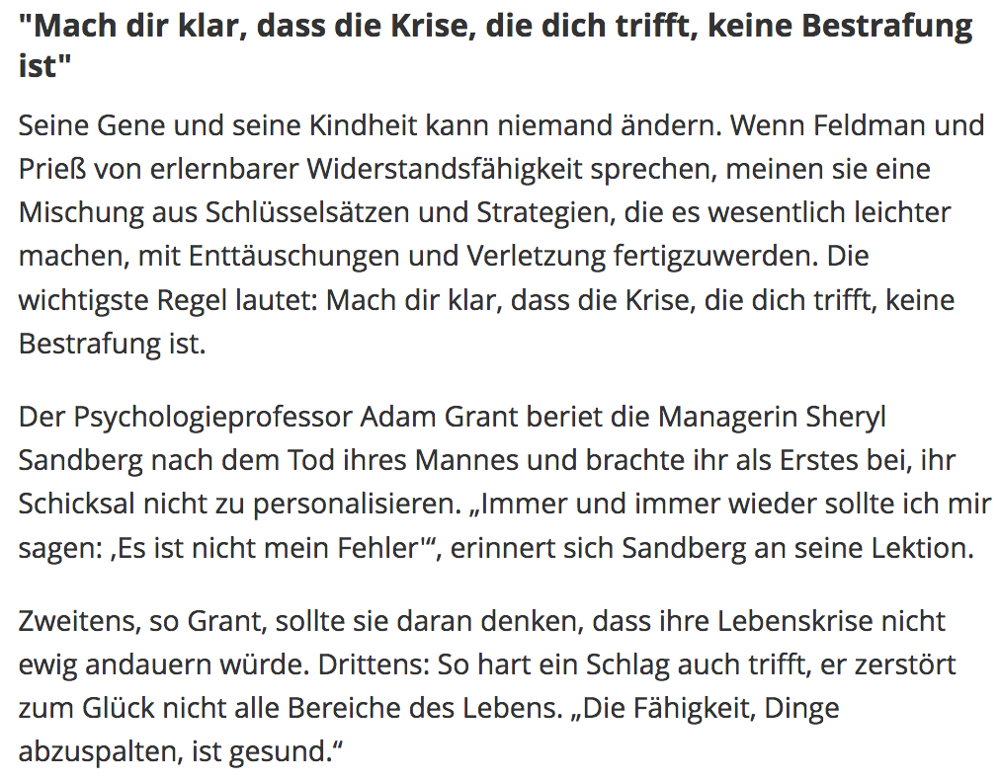 "Mach dir klar, dass die Krise, die dich trifft, keine Bestrafung
ist"
Seine Gene und seine Kindheit kann niemand ändern. Wenn Feldman und
Prieß von erlernbarer Widerstandsfähigkeit sprechen, meinen sie eine
Mischung aus Schlüsselsätzen und Strategien, die es wesentlich leichter
machen, mit Enttäuschungen und Verletzung fertigzuwerden. Die
wichtigste Regel lautet: Mach dir klar, dass die Krise, die dich trifft, keine
Bestrafung ist.
Der Psychologieprofessor Adam Grant beriet die Managerin Sheryl
Sandberg nach dem Tod ihres Mannes und brachte ihr als Erstes bei, ihr
Schicksal nicht zu personalisieren. „Immer und immer wieder sollte ich mir
sagen: ‚Es ist nicht mein Fehler'“, erinnert sich Sandberg an seine Lektion.
Zweitens, so Grant, sollte sie daran denken, dass ihre Lebenskrise nicht
ewig andauern würde. Drittens: So hart ein Schlag auch trifft, er zerstört
zum Glück nicht alle Bereiche des Lebens. „Die Fähigkeit, Dinge
abzuspalten, ist gesund.“